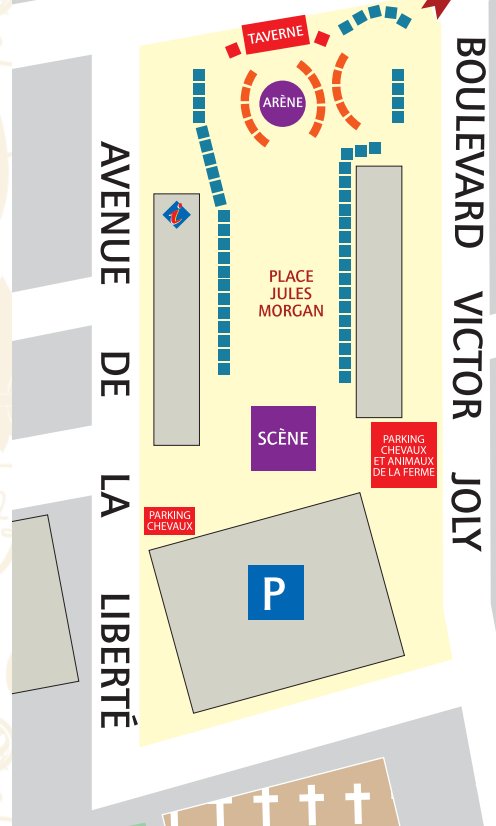 TAVERNE
ARÈNE
BOULEVARD VICTOR JOLY
AVENUE DE LA LIBERTÉ
i
PLACE
JULES
MORGAN
SCÈNE
PARKING
CHEVAUX
ET ANIMAUX
DE LA FERME
PARKING
CHEVAUX
P